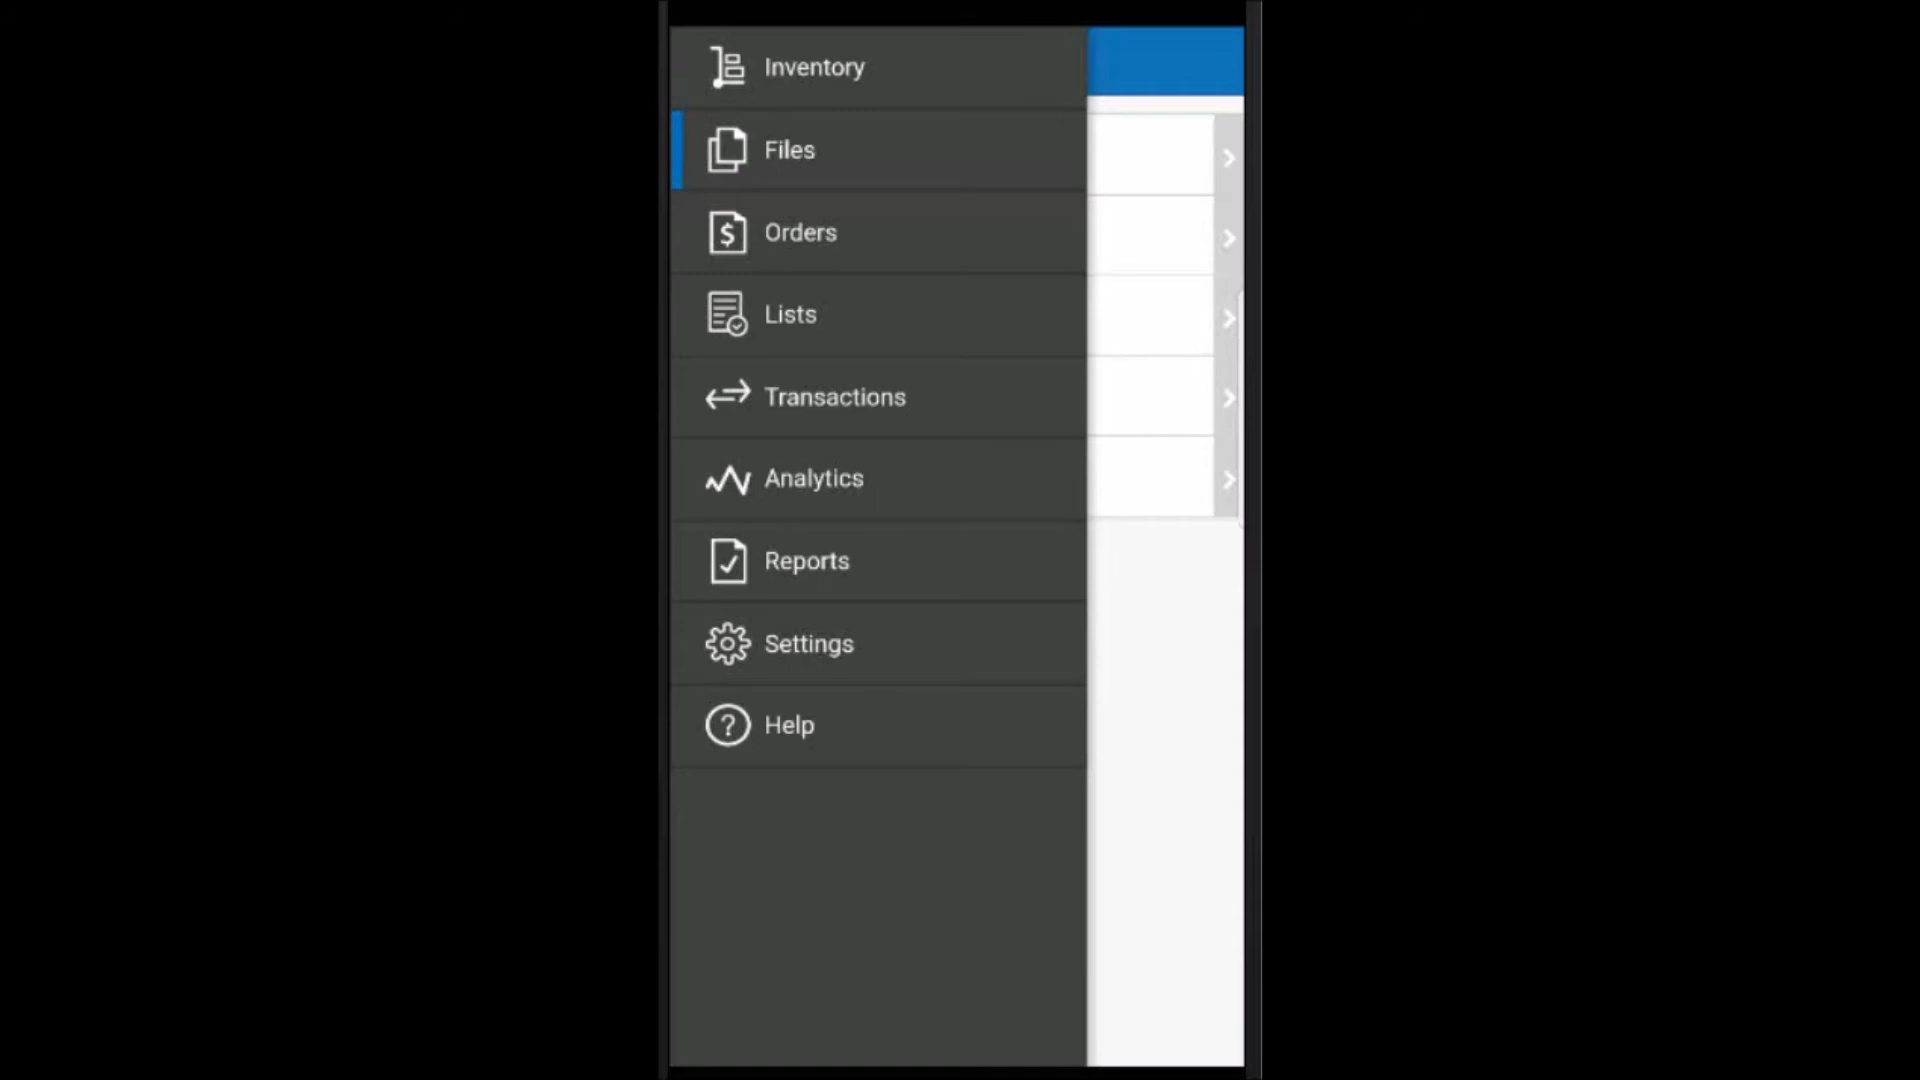 Inventory
Files
Orders
Lists
Transactions
Analytics
Reports
Settings
Help